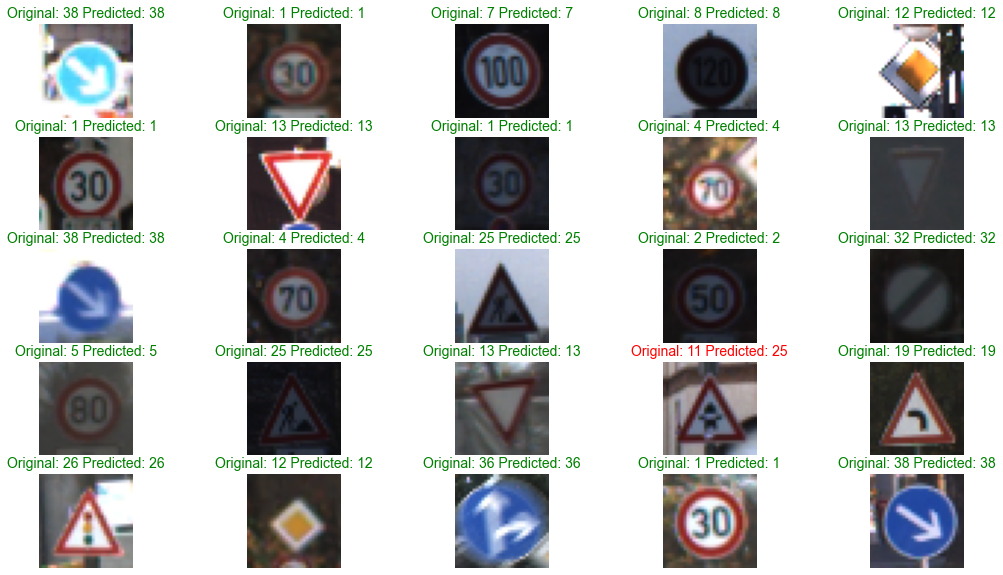 Original: 38 Predicted: 38
Original: 1 Predicted: 1
Original: 7 Predicted: 7
Original: 8 Predicted: 8
Original: 12 Predicted: 12
30
100
120
Original: 1 Predicted: 1
Original: 13 Predicted: 13
Original: 1 Predicted: 1
Original: 4 Predicted: 4
Original: 13 Predicted: 13
30
30
70
Original: 38 Predicted: 38
Original: 4 Predicted: 4
Original: 25 Predicted: 25
Original: 2 Predicted: 2
Original: 32 Predicted: 32
70
50
Original: 5 Predicted: 5
Original: 25 Predicted: 25
Original: 13 Predicted: 13
Original: 11 Predicted: 25
Original: 19 Predicted: 19
80
Original: 26 Predicted: 26
Original: 12 Predicted: 12
Original: 36 Predicted: 36
Original: 1 Predicted: 1
Original: 38 Predicted: 38
30